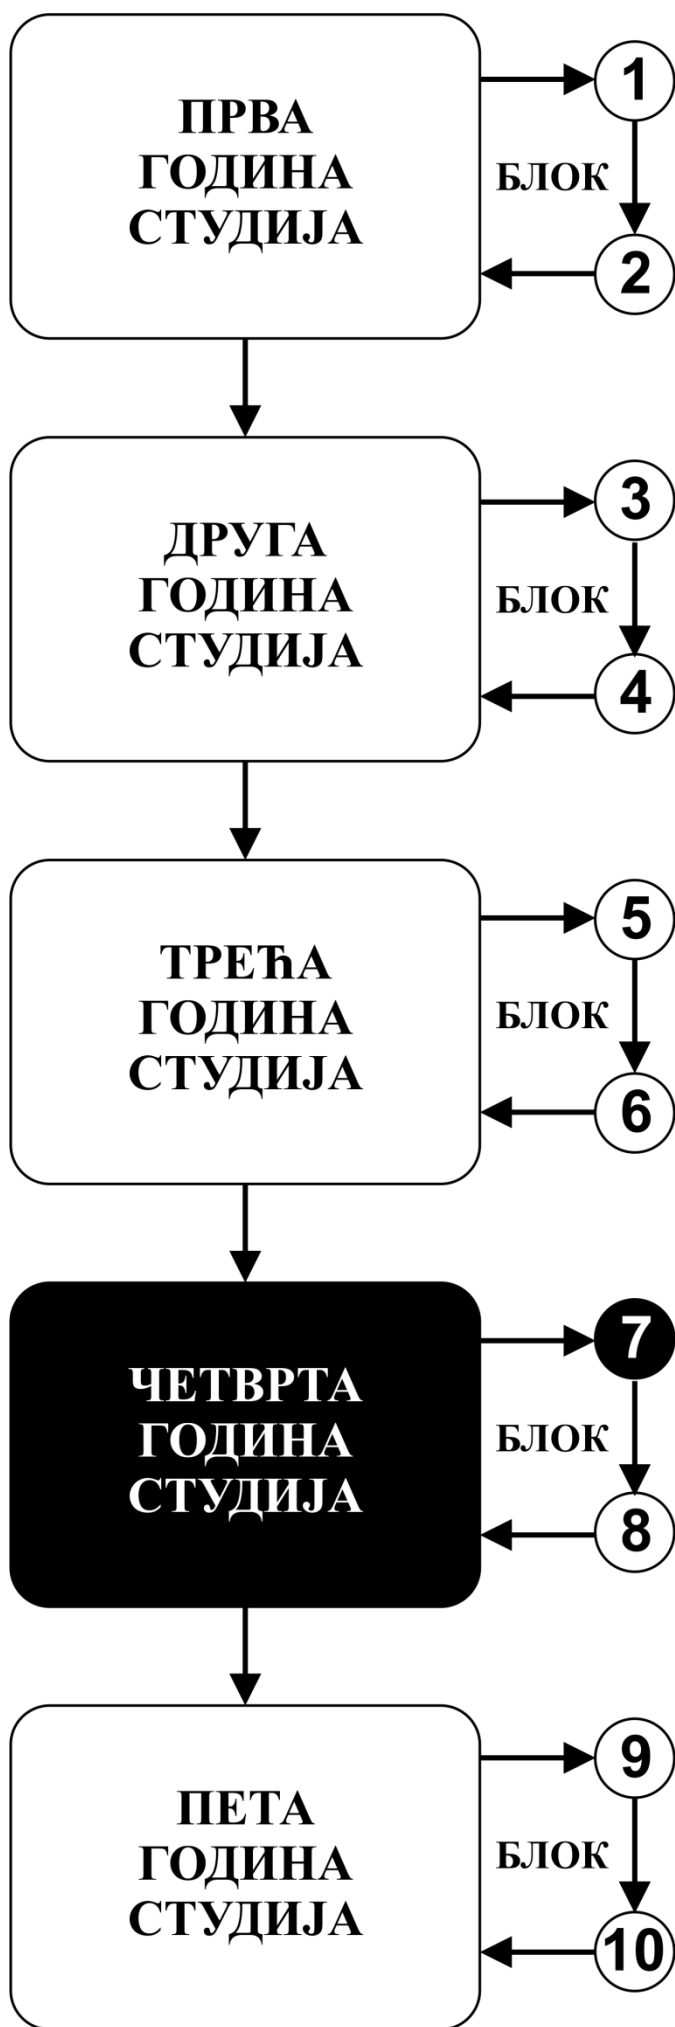 ПРВА
ГОДИНА
СТУДИЈА
1
БЛОК
2
ДРУГА
ГОДИНА
СТУДИЈА
3
БЛОК
4
ТРЕЋА
ГОДИНА
СТУДИЈА
5
БЛОК
6
ЧЕТВРТА
ГОДИНА
СТУДИЈА
7
БЛОК
8
ПЕТА
ГОДИНА
СТУДИЈА
9
БЛОК
10